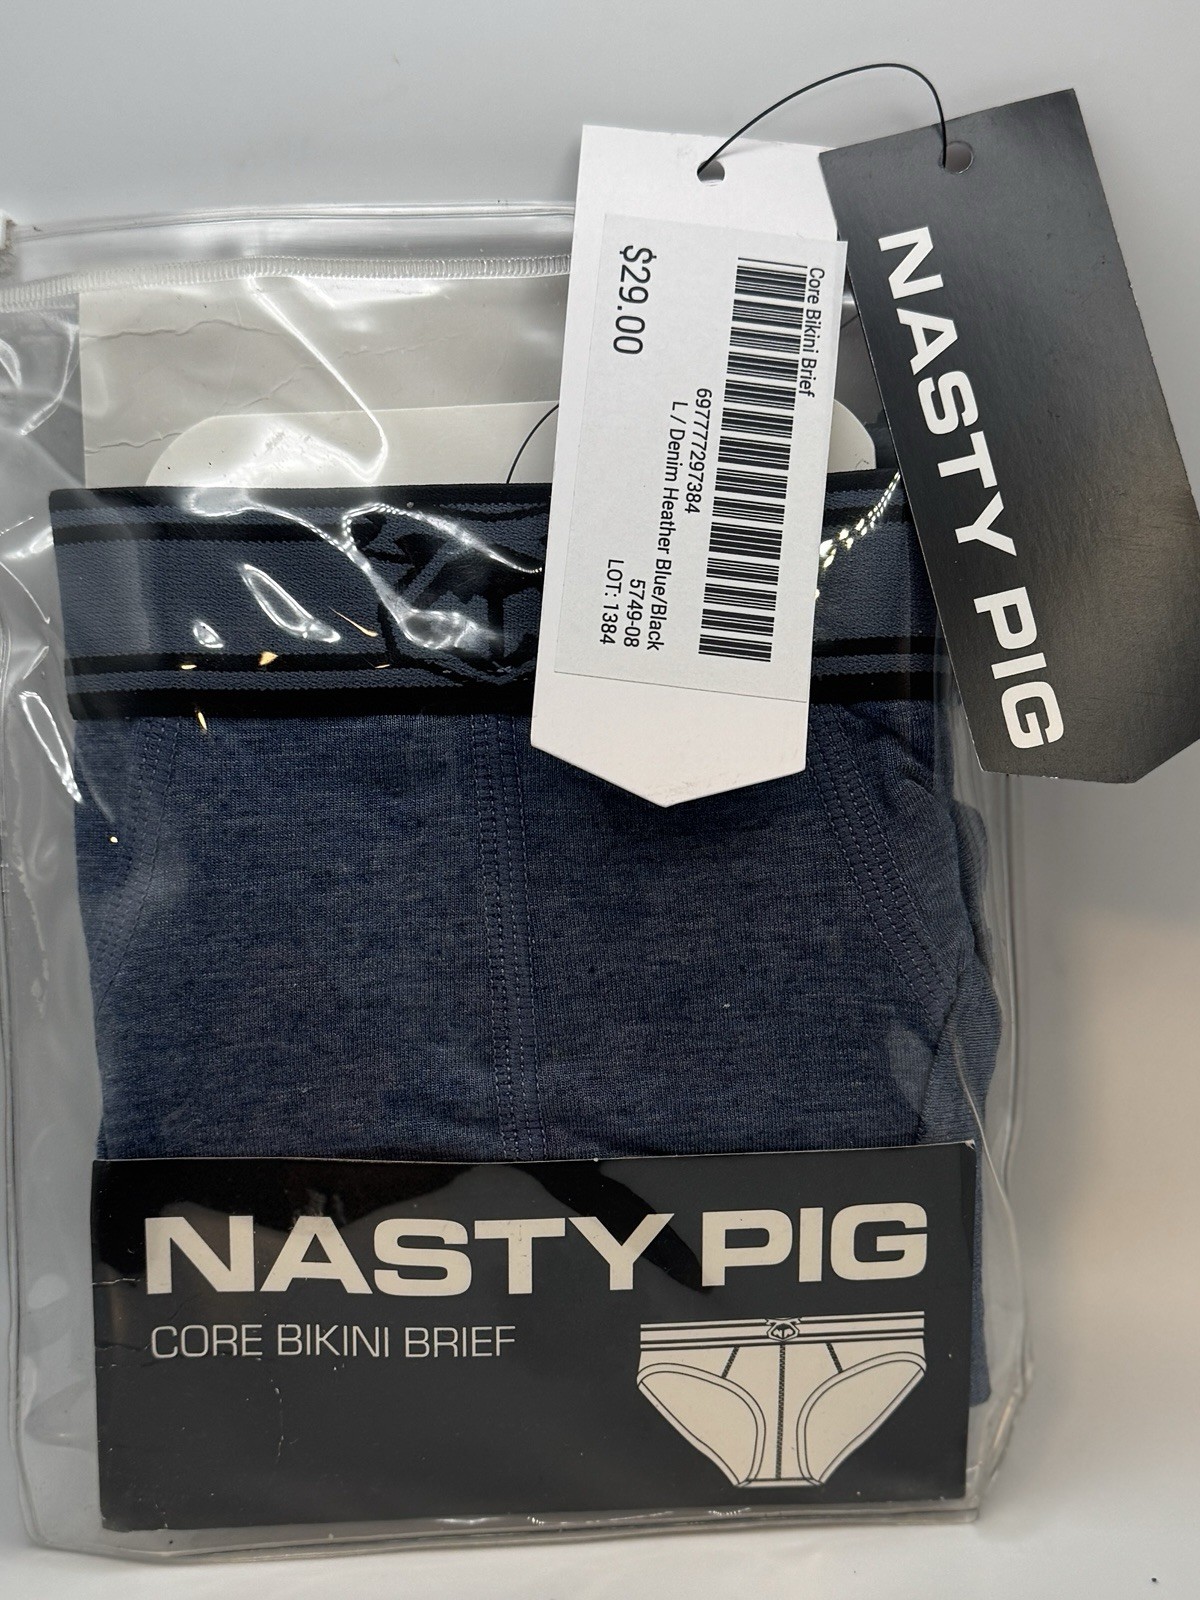 Core Bikini Brief
697777297384
L / Denim Heather Blue/Black
5749-08
LOT: 1384
$29.00
NASTY PIG
NASTY PIG
CORE BIKINI BRIEF